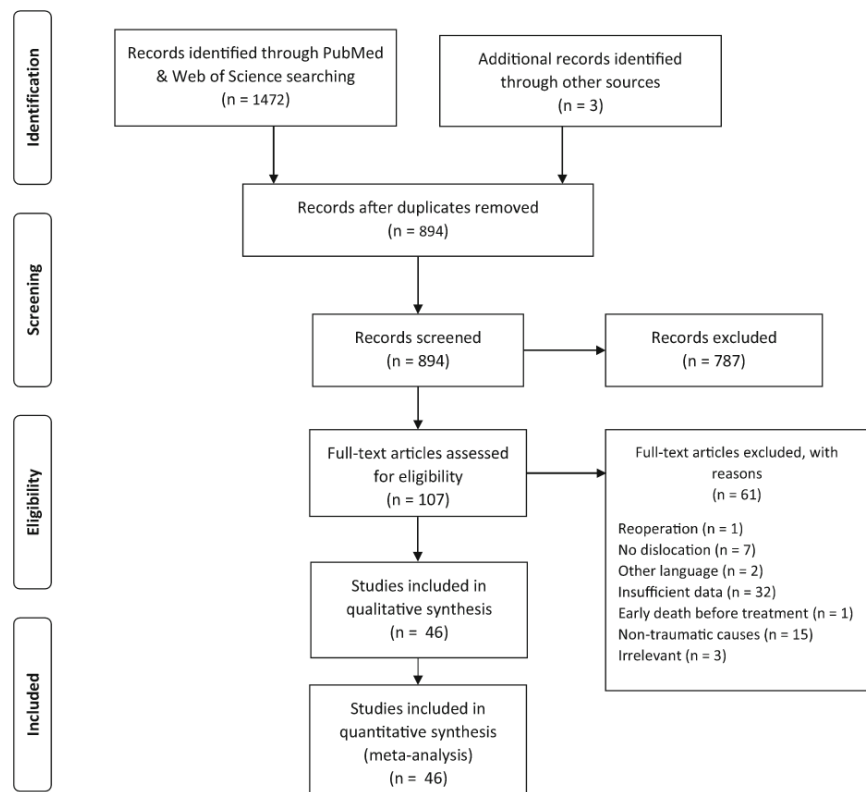 Identification
Records identified through PubMed
& Web of Science searching
(n = 1472)
Additional records identified
through other sources
(n = 3)
Records after duplicates removed
(n = 894)
Screening
Records screened
(n = 894)
Records excluded
(n = 787)
Eligibility
Full-text articles assessed
for eligibility
(n = 107)
Full-text articles excluded, with
reasons
(n = 61)
Reoperation (n = 1)
No dislocation (n = 7)
Other language (n = 2)
Insufficient data (n = 32)
Early death before treatment (n = 1)
Non-traumatic causes (n = 15)
Irrelevant (n = 3)
Studies included in
qualitative synthesis
(n = 46)
Included
Studies included in
quantitative synthesis
(meta-analysis)
(n = 46)